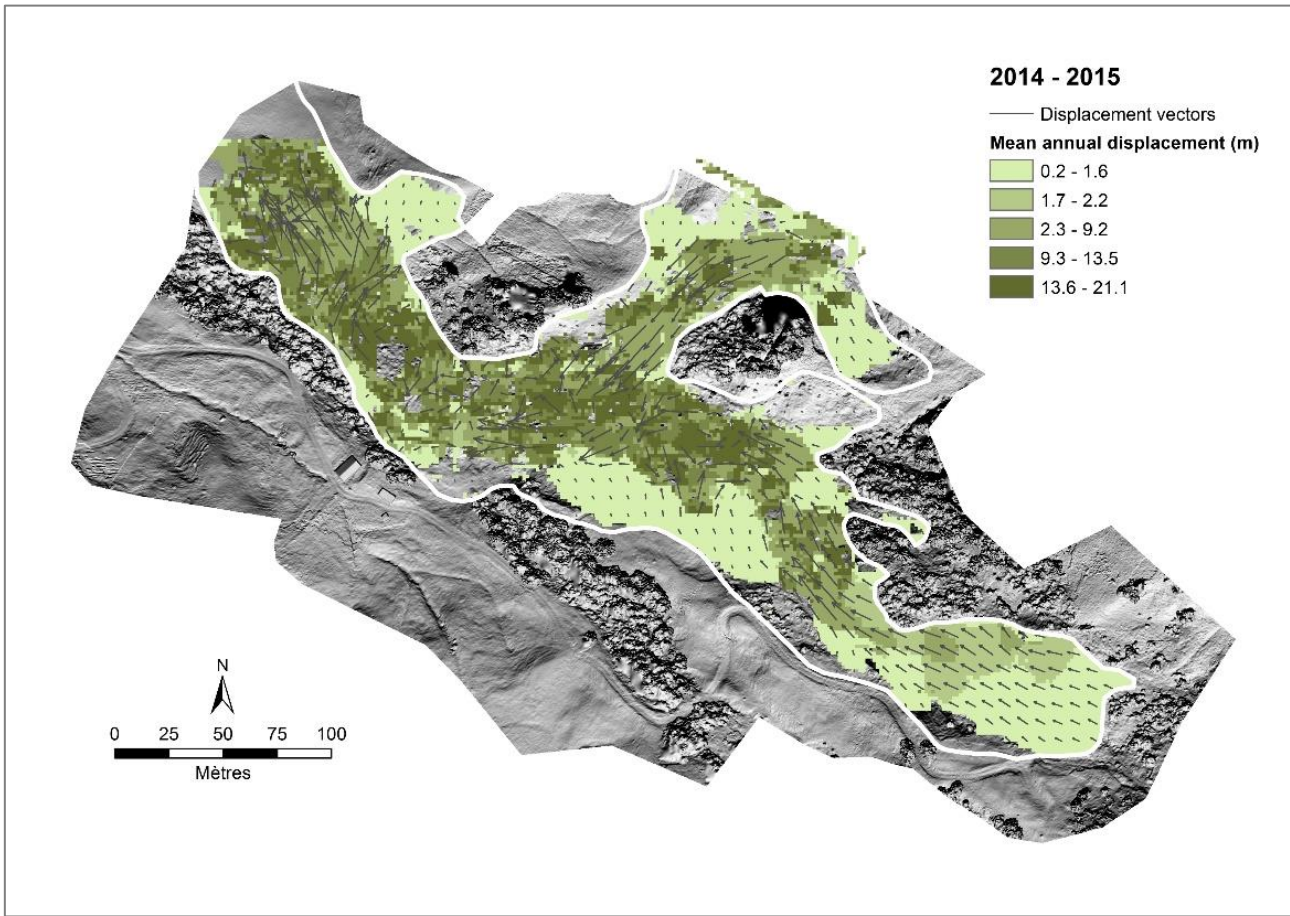 2014 - 2015
Displacement vectors
Mean annual displacement (m)
0.2 - 1.6
1.7 - 2.2
2.3 - 9.2
9.3 - 13.5
13.6 - 21.1
N
0 25 50 75 100
Mètres